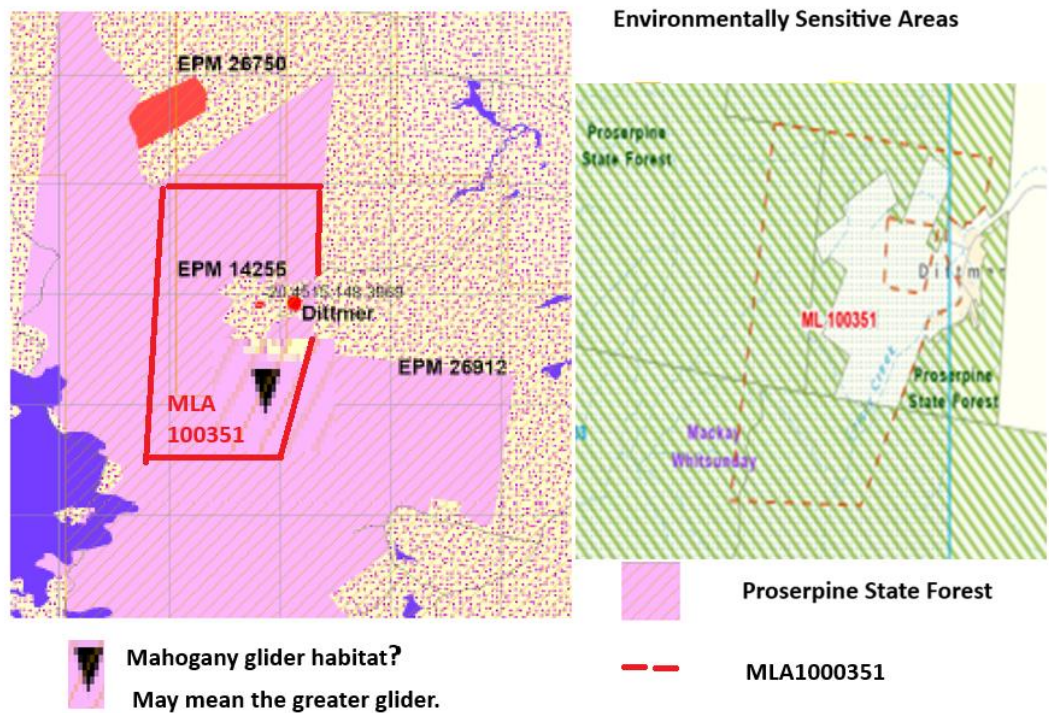 Environmentally Sensitive Areas
EPM 26750
EPM 14255
-20.4515 148.3969
Dittmer
EPM 26912
MLA
100351
Proserpine
State Forest
Dittmer
ML 100351
Proserpine
State Forest
Creek
Mackay
Whitsunday
Proserpine State Forest
MLA1000351
Mahogany glider habitat?
May mean the greater glider.